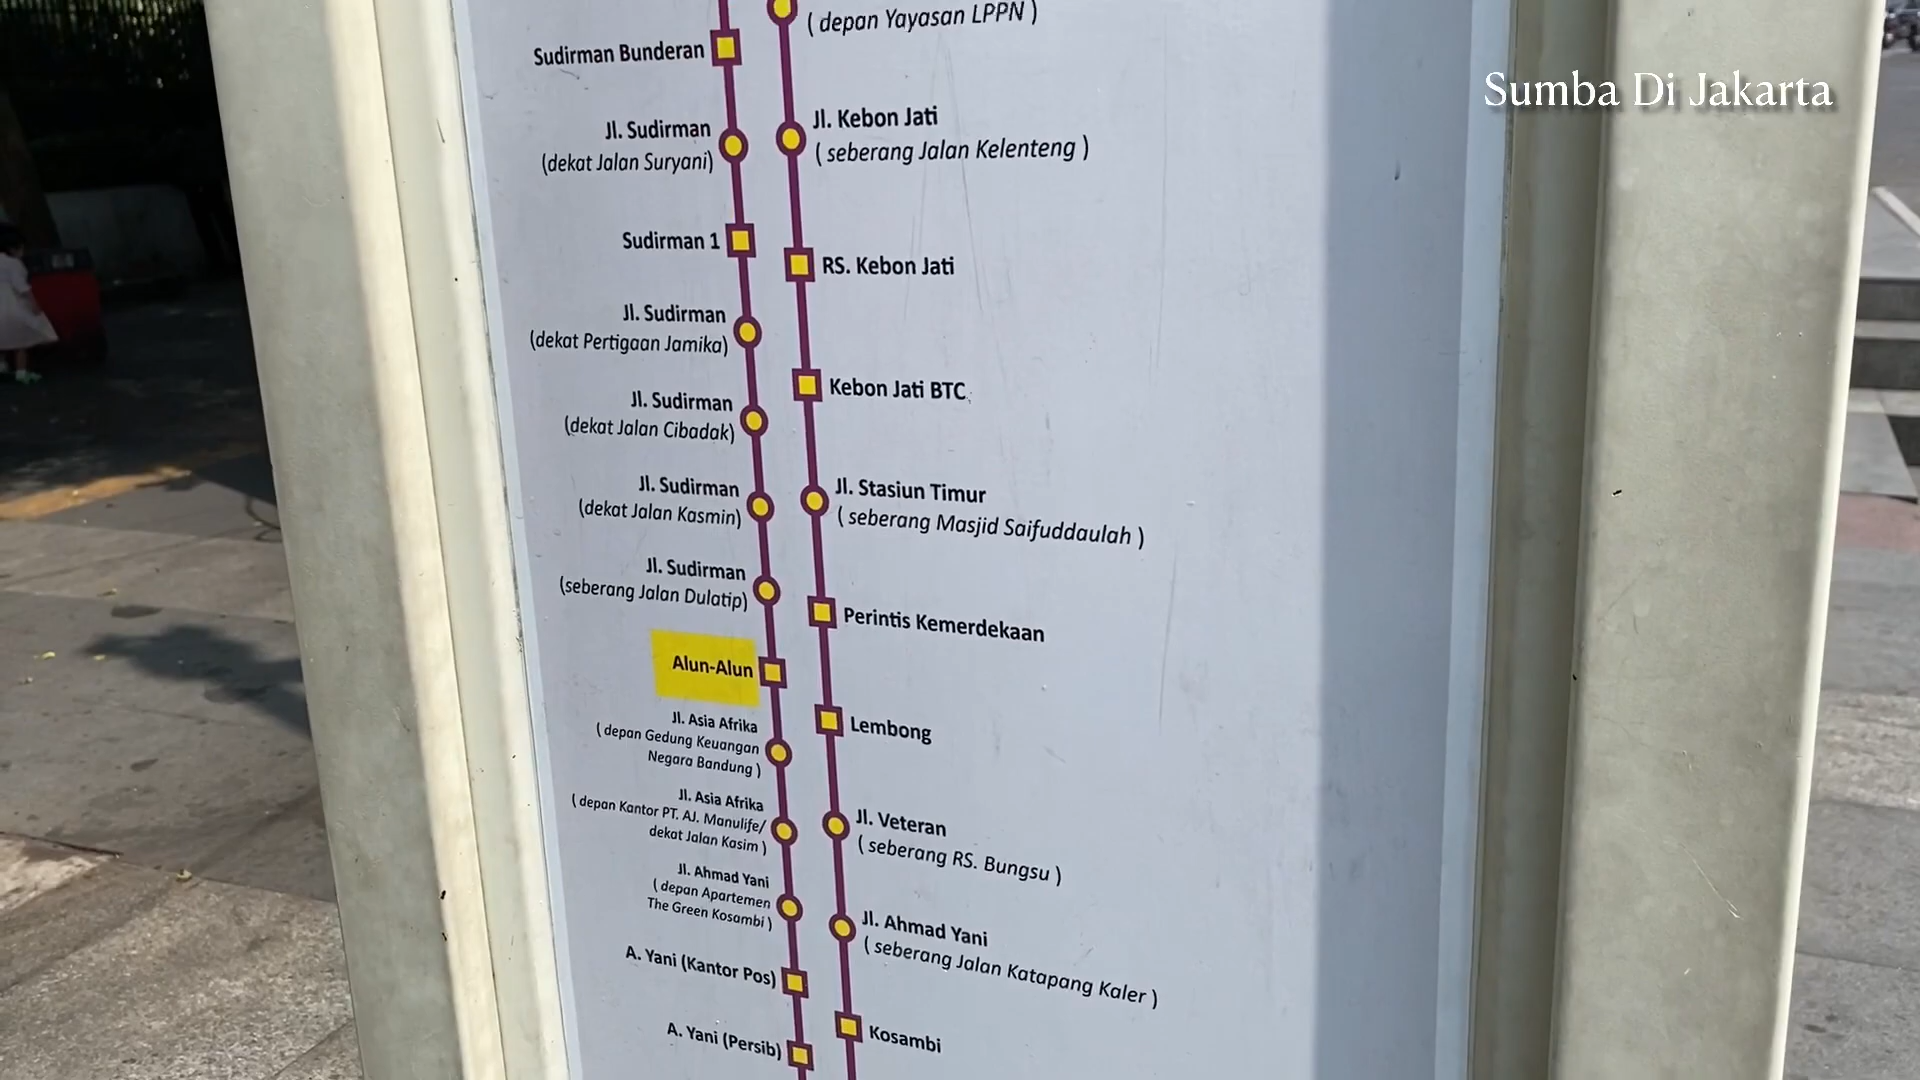 ( depan Yayasan LPPN )
Sudirman Bunderan
Sumba Di Jakarta
Jl. Sudirman
(dekat Jalan Suryani)
Jl. Kebon Jati
( seberang Jalan Kelenteng )
Sudirman 1
RS. Kebon Jati
Jl. Sudirman
(dekat Pertigaan Jamika)
Kebon Jati BTC
Jl. Sudirman
(dekat Jalan Cibadak)
Jl. Sudirman
(dekat Jalan Kasmin)
Jl. Stasiun Timur
( seberang Masjid Saifuddaulah )
Jl. Sudirman
(seberang Jalan Dulatip)
Perintis Kemerdekaan
Alun-Alun
Lembong
Jl. Asia Afrika
( depan Gedung Keuangan
Negara Bandung )
Jl. Asia Afrika
( depan Kantor PT. AJ. Manulife/
dekat Jalan Kasim )
Jl. Veteran
( seberang RS. Bungsu )
Jl. Ahmad Yani
( depan Apartemen
The Green Kosambi )
Jl. Ahmad Yani
( seberang Jalan Katapang Kaler )
A. Yani (Kantor Pos)
Kosambi
A. Yani (Persib)